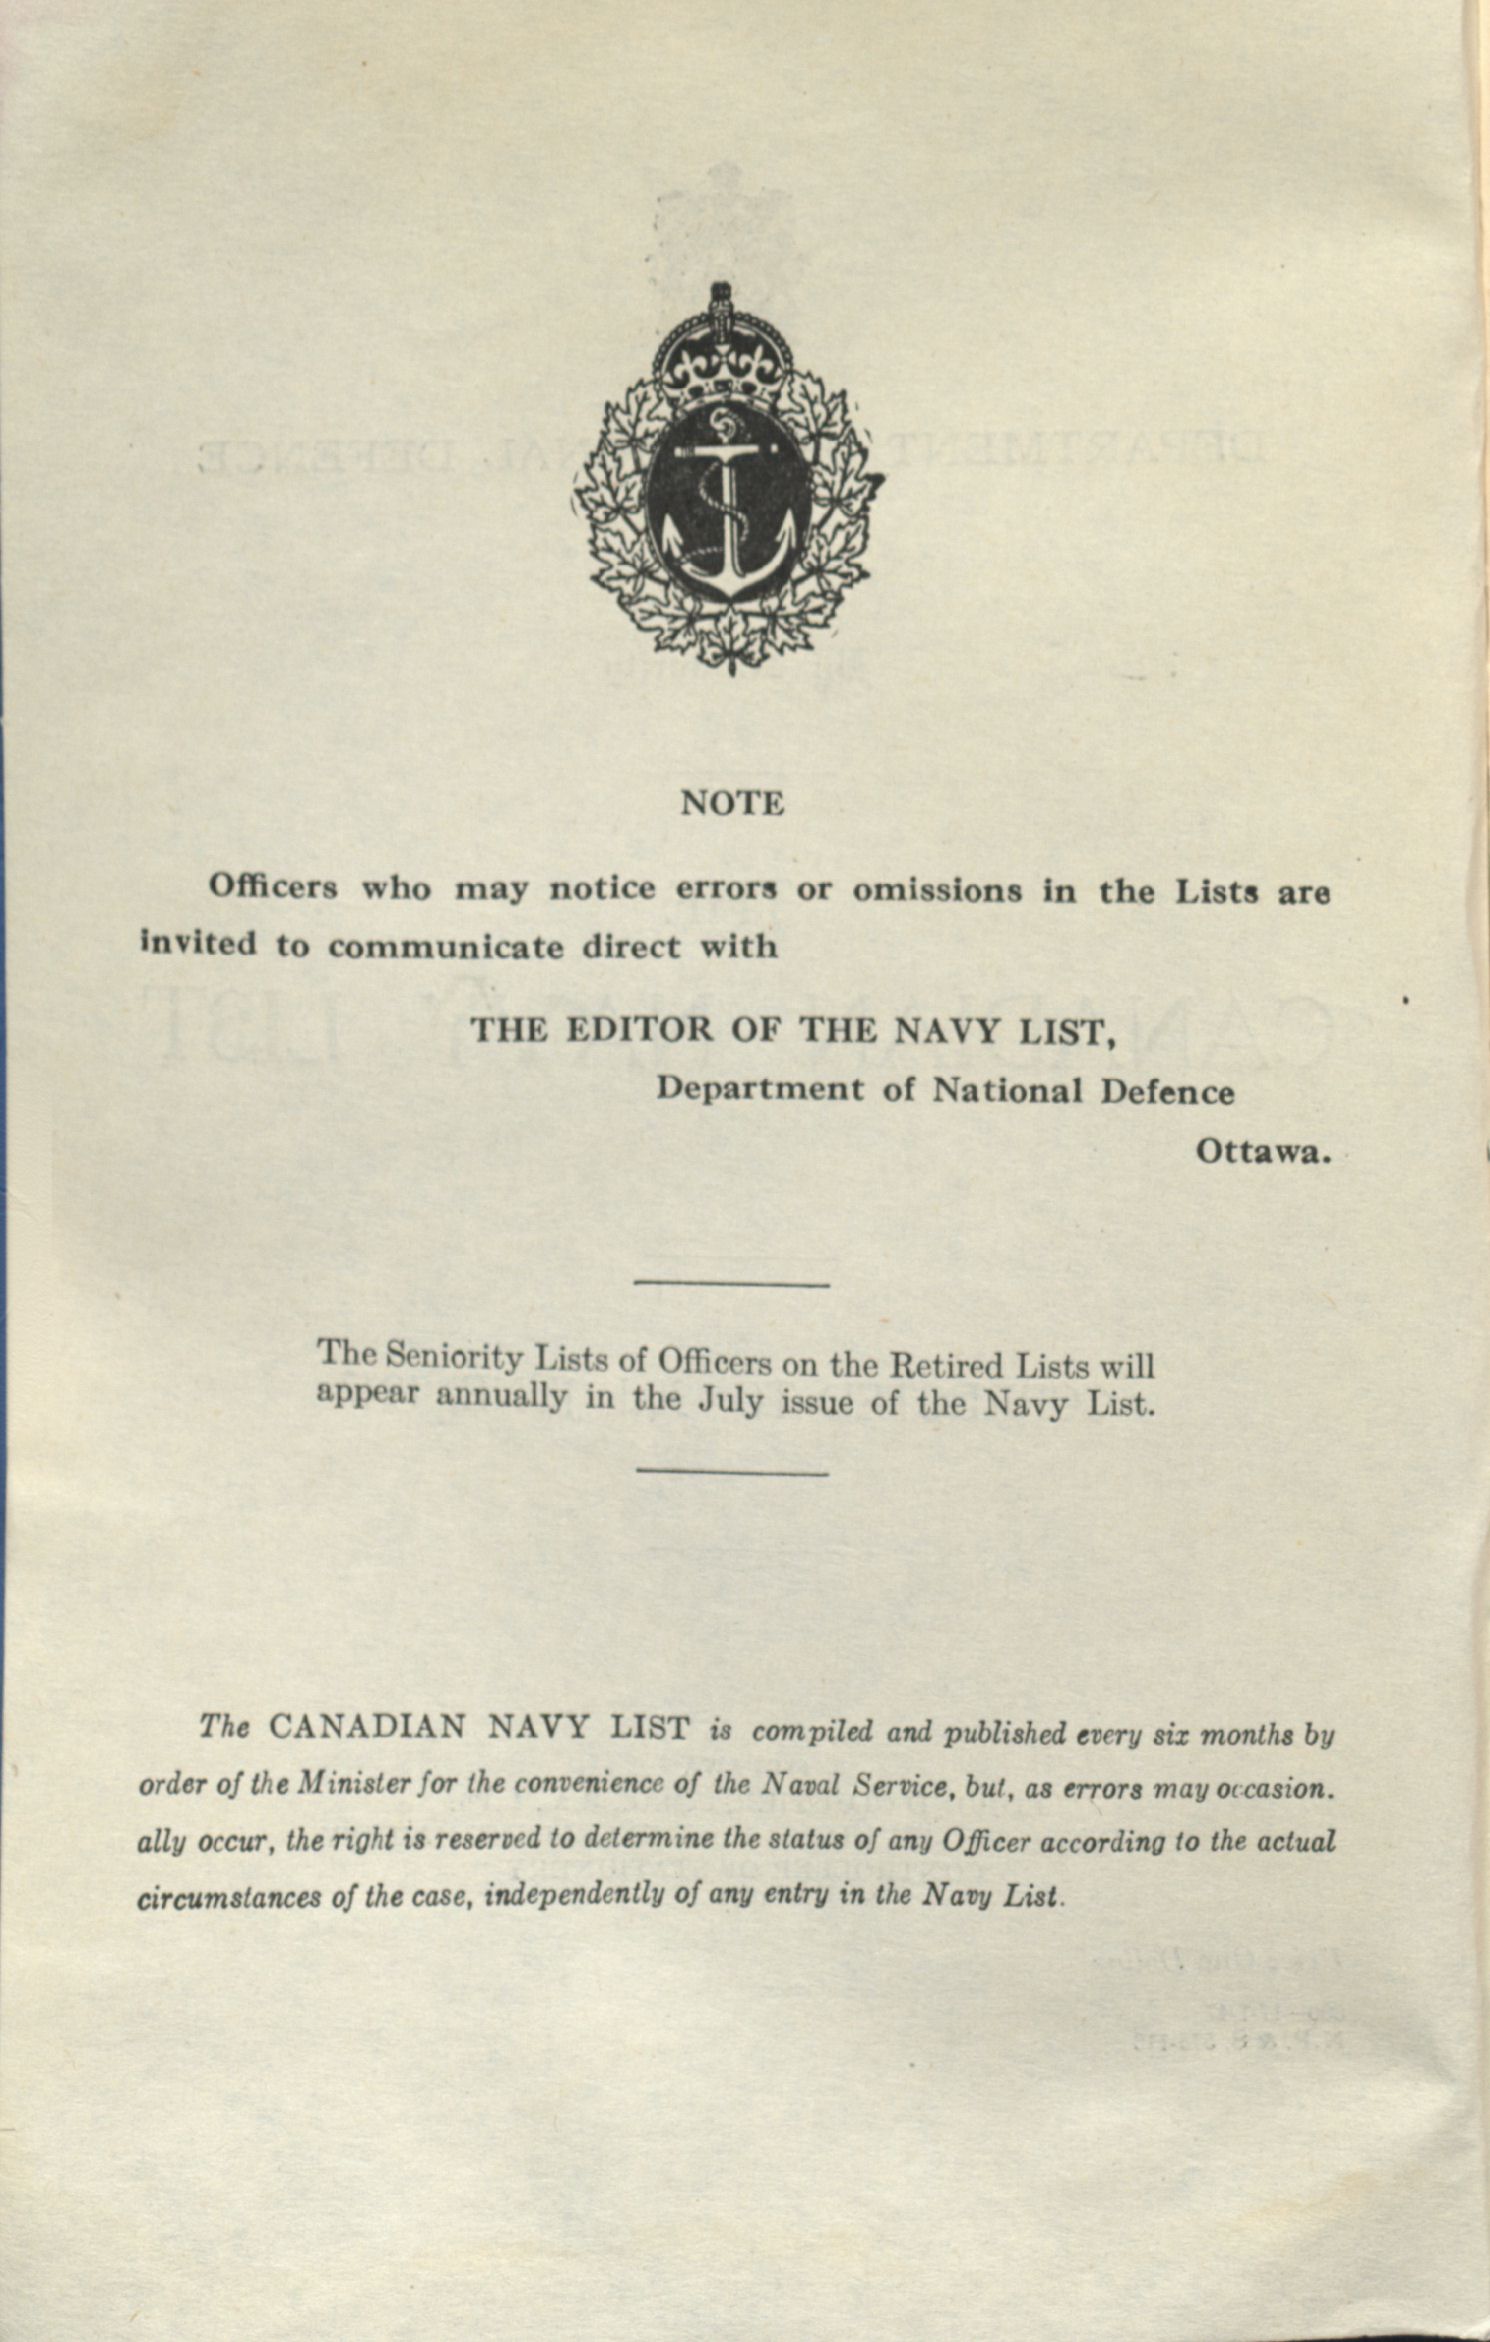 NOTE
Officers who may notice errors or omissions in the Lists are
invited to communicate direct with
THE EDITOR OF THE NAVY LIST,
Department of National Defence
Ottawa.
The Seniority Lists of Officers on the Retired Lists will
appear annually in the July issue of the Navy List.
The CANADIAN NAVY LIST is compiled and published every six months by
order of the Minister for the convenience of the Naval Service, but, as errors may occasion.
ally occur, the right is reserved to determine the status of any Officer according to the actual
circumstances of the case, independently of any entry in the Navy List.